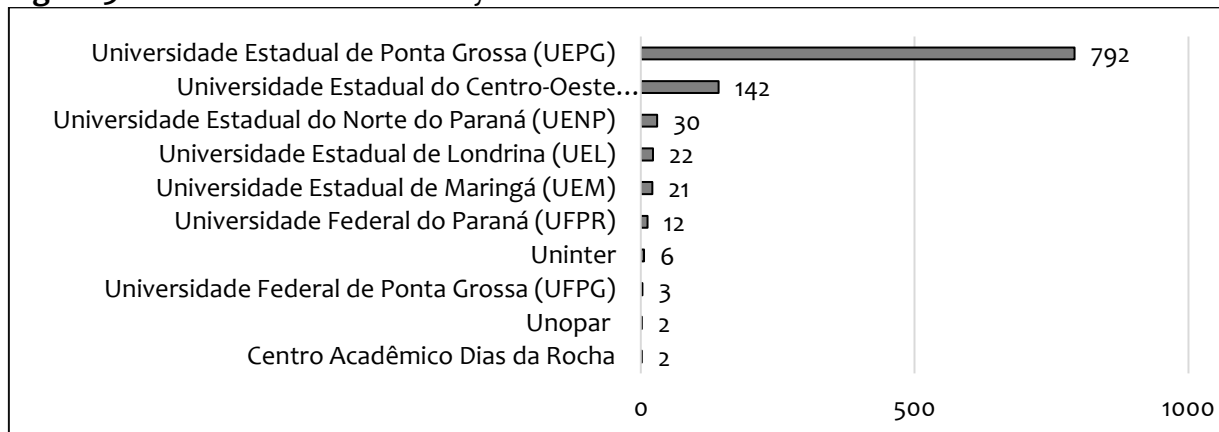 Universidade Estadual de Ponta Grossa (UEPG) 792
Universidade Estadual do Centro-Oeste… 142
Universidade Estadual do Norte do Paraná (UENP) 30
Universidade Estadual de Londrina (UEL) 22
Universidade Estadual de Maringá (UEM) 21
Universidade Federal do Paraná (UFPR) 12
Uninter 6
Universidade Federal de Ponta Grossa (UFPG) 3
Unopar 2
Centro Acadêmico Dias da Rocha 2
0 500 1000